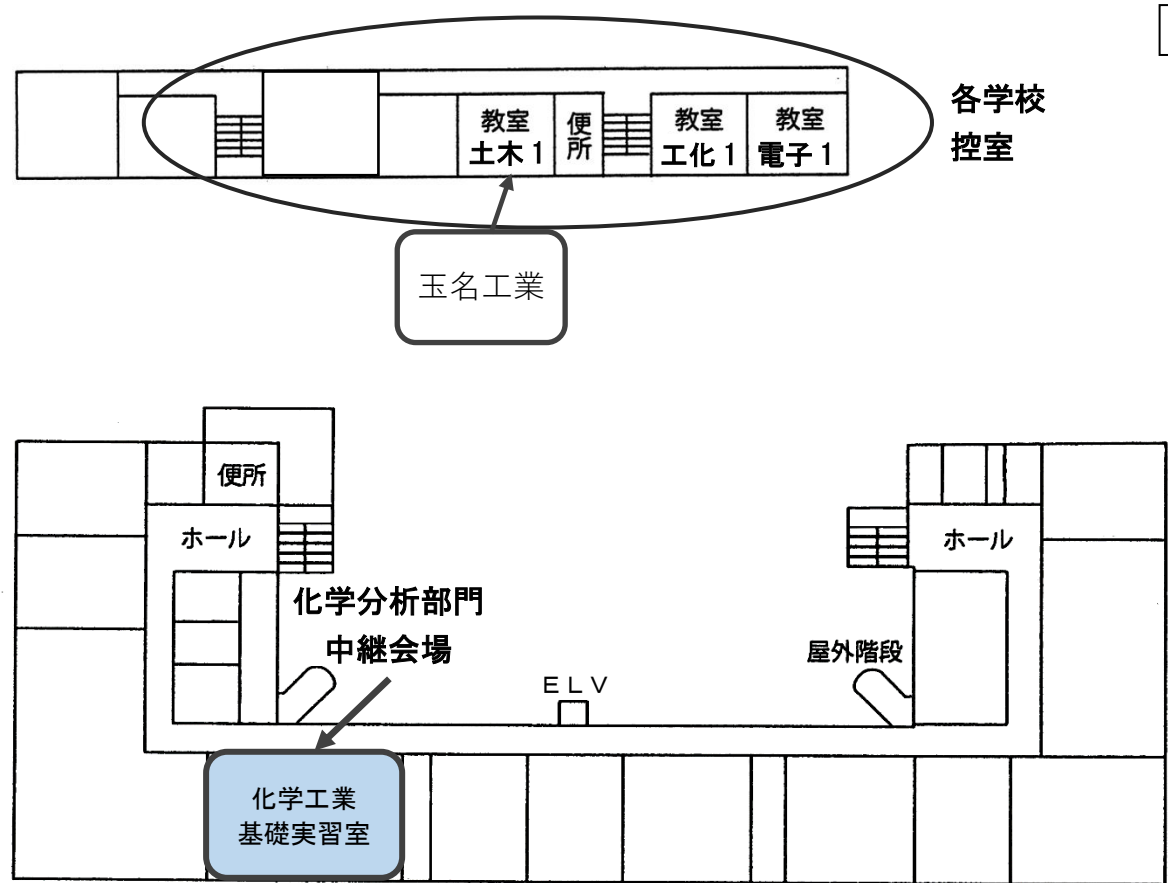 各学校
控室
教室
土木1
便
所
教室
工化1
教室
電子1
玉名工業
便所
ホール
ホール
化学分析部門
中継会場
屋外階段
ELV
化学工業
基礎実習室